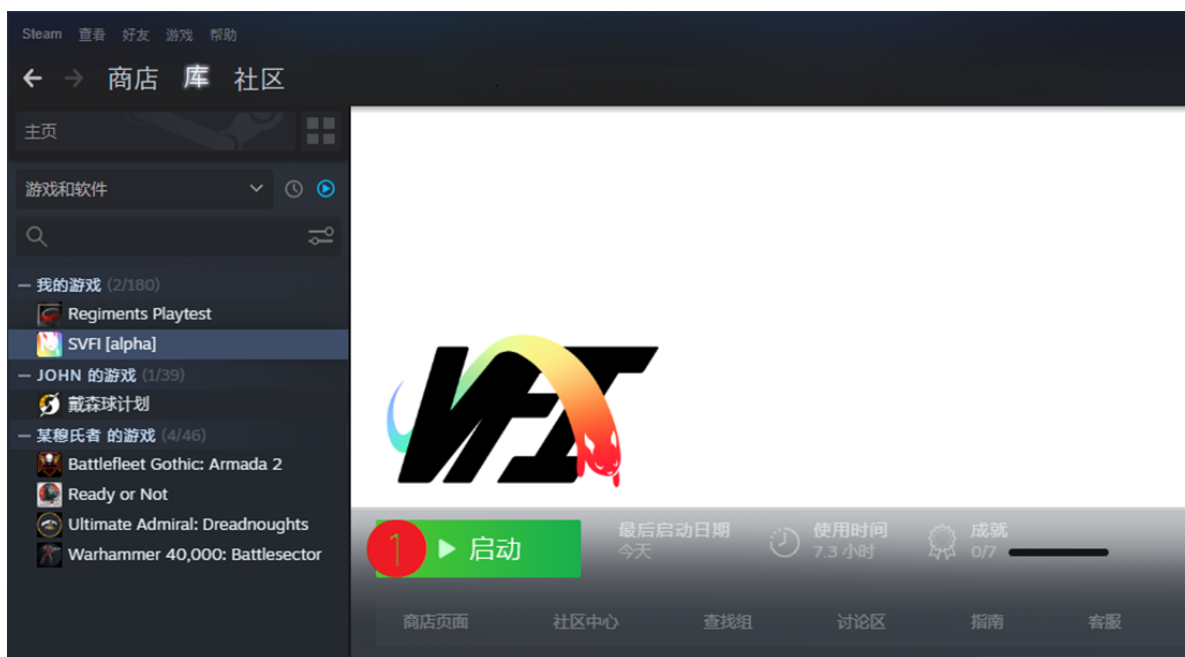 Steam 查看 好友 游戏 帮助
商店 库 社区
主页
游戏和软件
我的游戏 (2/180)
Regiments Playtest
SVFI [alpha]
JOHN 的游戏 (1/39)
戴森球计划
某穆氏者 的游戏 (4/46)
Battlefleet Gothic: Armada 2
Ready or Not
Ultimate Admiral: Dreadnoughts
Warhammer 40,000: Battlesector
VFI
1 启动
最后启动日期
今天
使用时间
7.3 小时
成就
0/7
商店页面 社区中心 查找组 讨论区 指南 客服